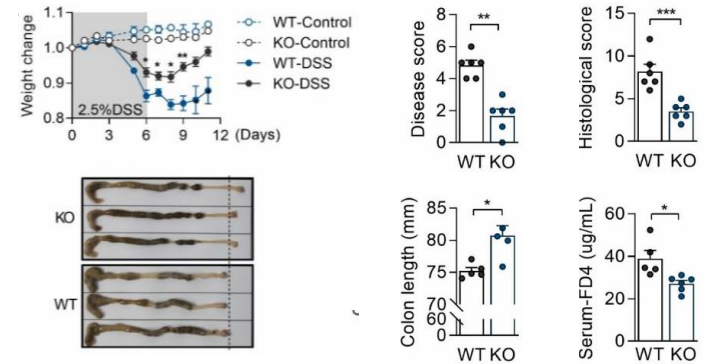 Weight change
1.1
1.0
0.9
0.8
2.5%DSS
0 3 6 9 12 (Days)
* * * **
WT-Control
KO-Control
WT-DSS
KO-DSS
Disease score
8
6
4
2
0
**
WT KO
Histological score
15
10
5
0
***
WT KO
KO
WT
Colon length (mm)
85
80
75
70
60
0
*
WT KO
Serum-FD4 (ug/mL)
60
40
20
0
*
WT KO